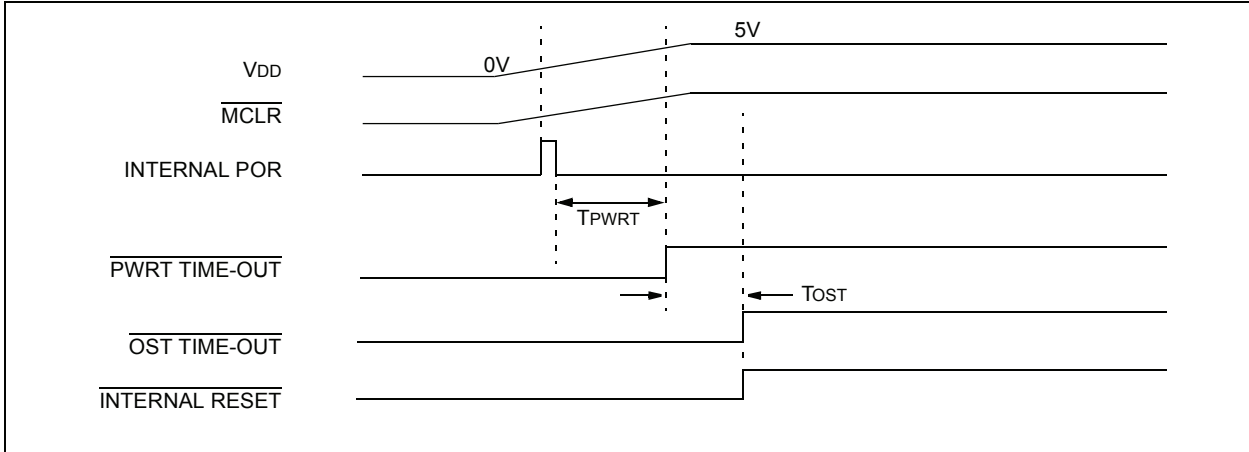 5V
VDD
0V
MCLR
INTERNAL POR
TPWRT
PWRT TIME-OUT
TOST
OST TIME-OUT
INTERNAL RESET